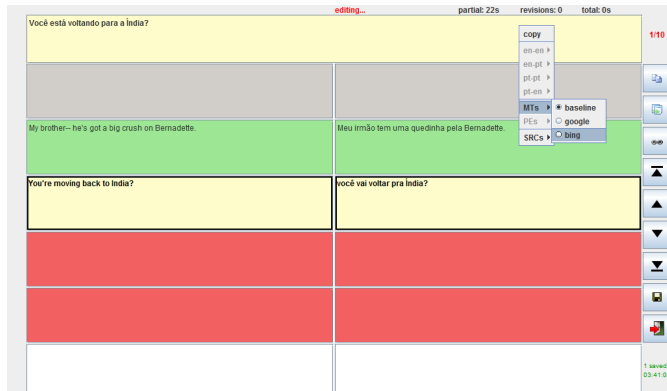 editing... partial: 22s revisions: 0 total: 0s
Você está voltando para a Índia?
1/10
copy
en-en
en-pt
pt-pt
pt-en
MTs baseline
PEs google
SRCs bing
My brother-- he's got a big crush on Bernadette. Meu irmão tem uma quedinha pela Bernadette.
You're moving back to India? você vai voltar pra Índia?
1 saved
03:41:0